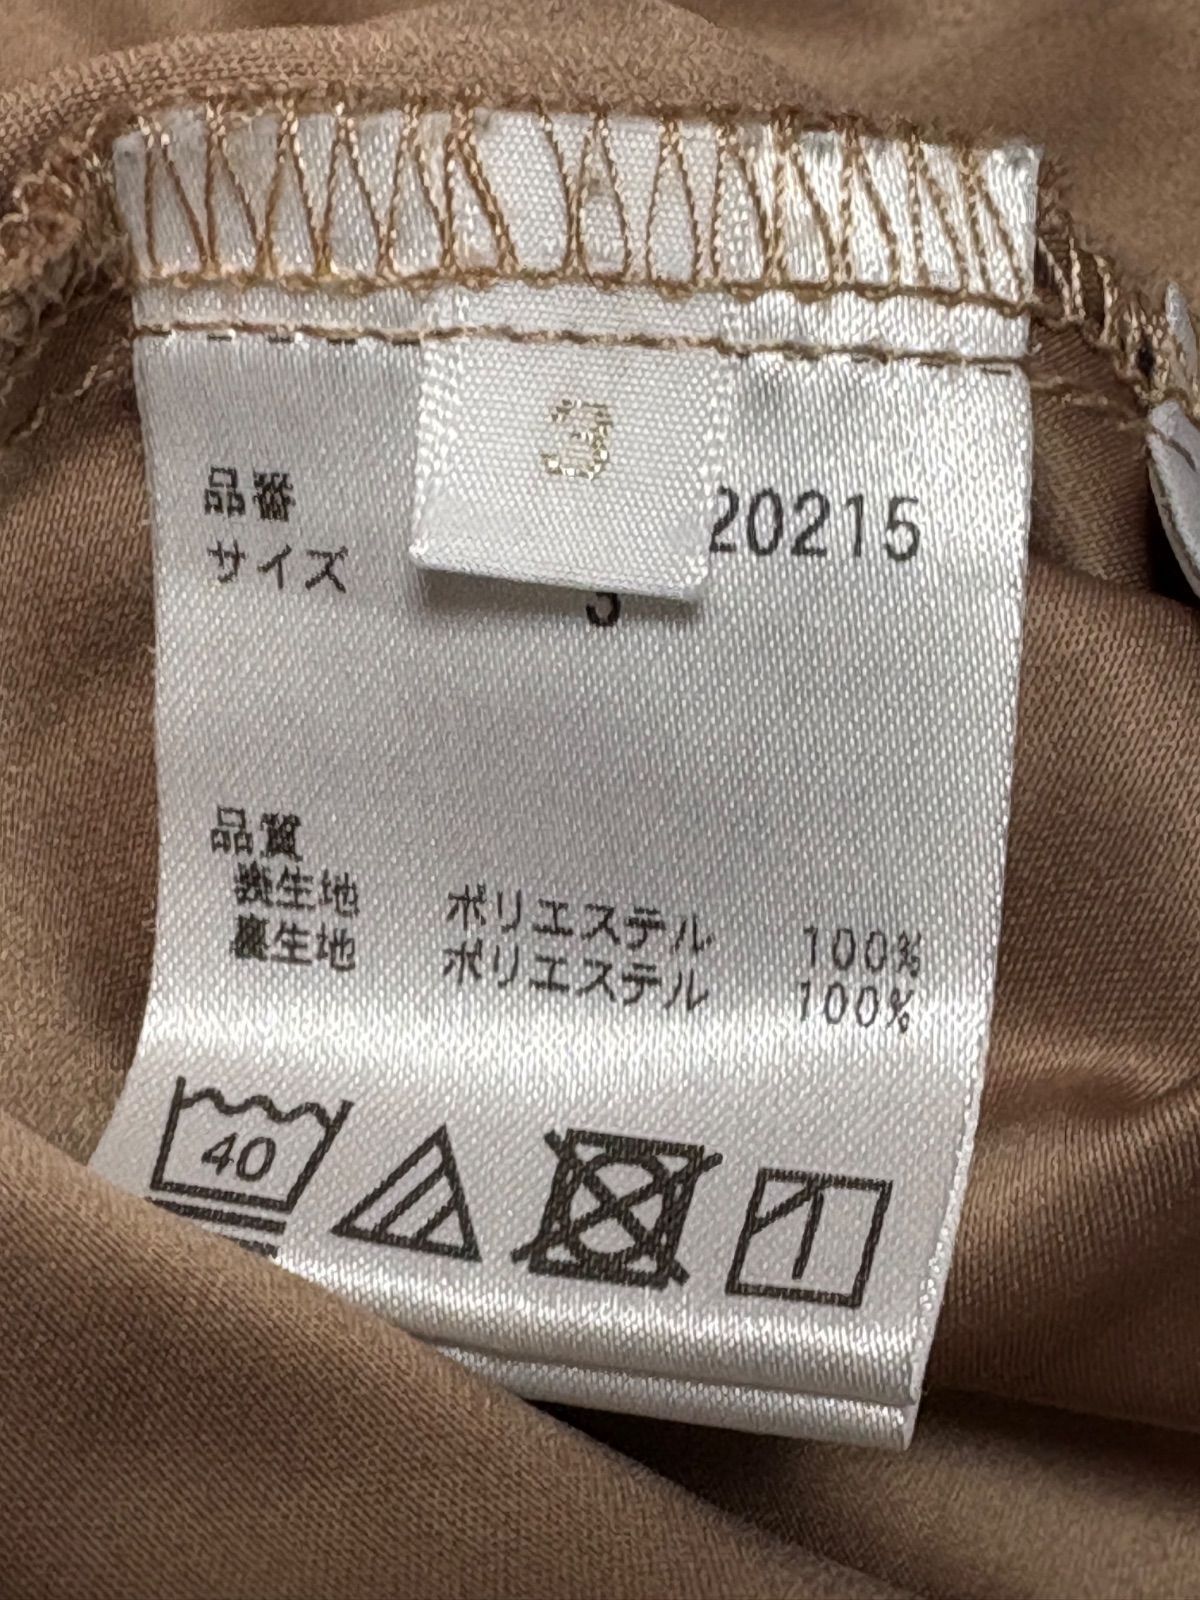 3
品番 20215
サイズ 3
品質
表生地 ポリエステル 100%
裏生地 ポリエステル 100%
40